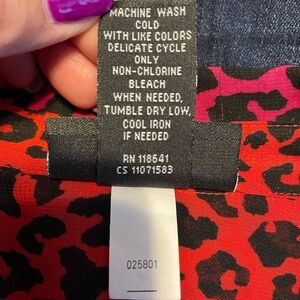 MACHINE WASH
COLD
WITH LIKE COLORS
DELICATE CYCLE
ONLY
NON-CHLORINE
BLEACH
WHEN NEEDED,
TUMBLE DRY LOW,
COOL IRON
IF NEEDED
RN 118641
CS 11071583
025801